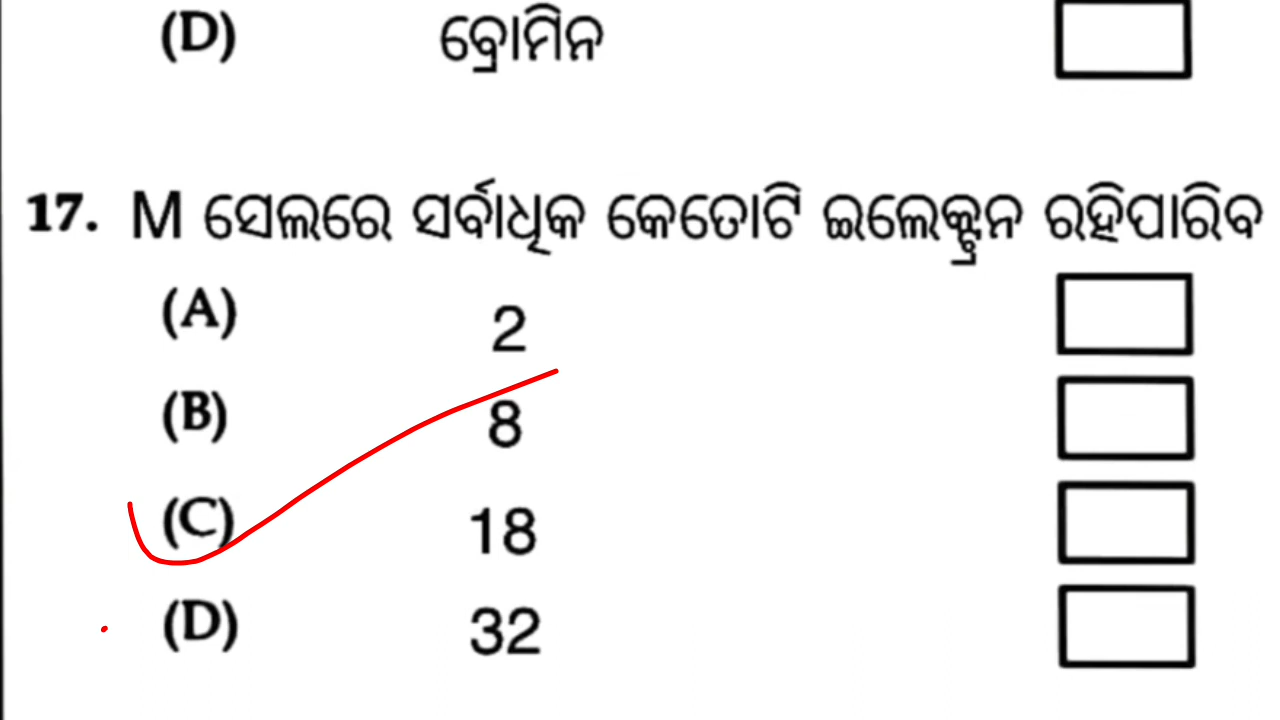 (D) ବ୍ରୋମିନ
17. M ସେଲରେ ସର୍ବାଧିକ କେତୋଟି ଇଲେକ୍ଟ୍ରନ ରହିପାରିବ
(A) 2
(B) 8
(C) 18
(D) 32